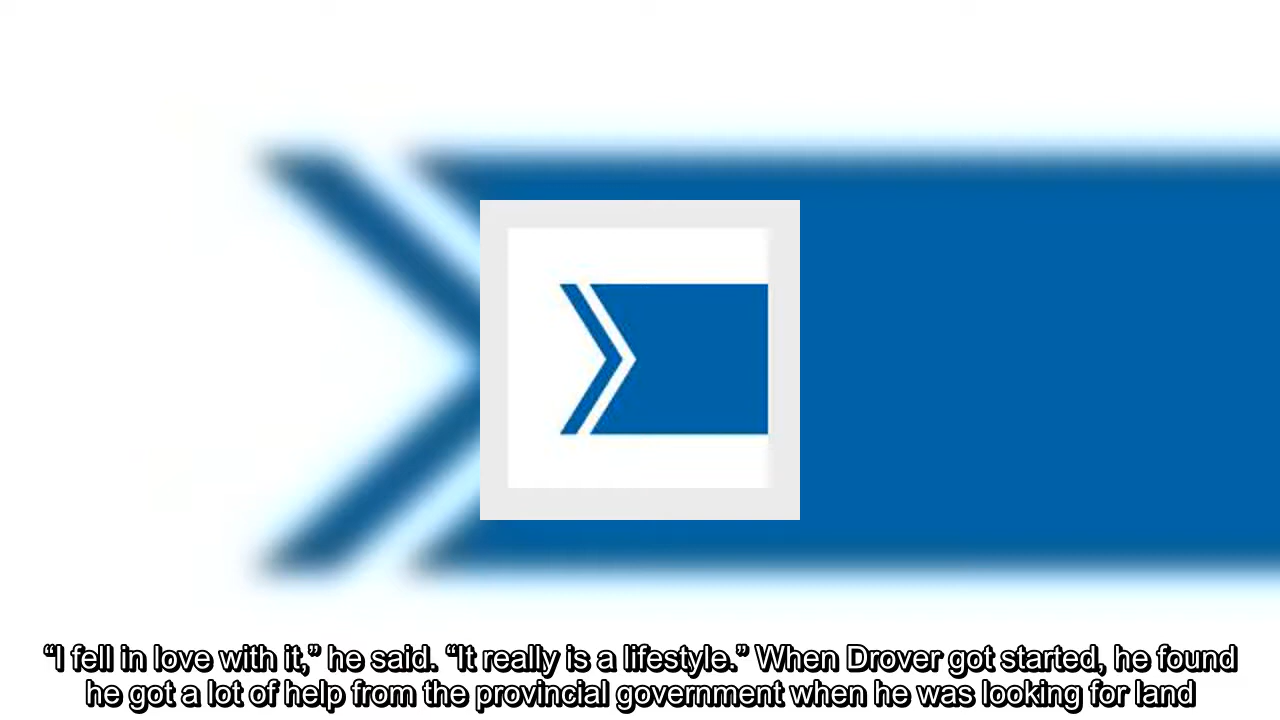 “I fell in love with it,” he said. “It really is a lifestyle.” When Drover got started, he found
he got a lot of help from the provincial government when he was looking for land